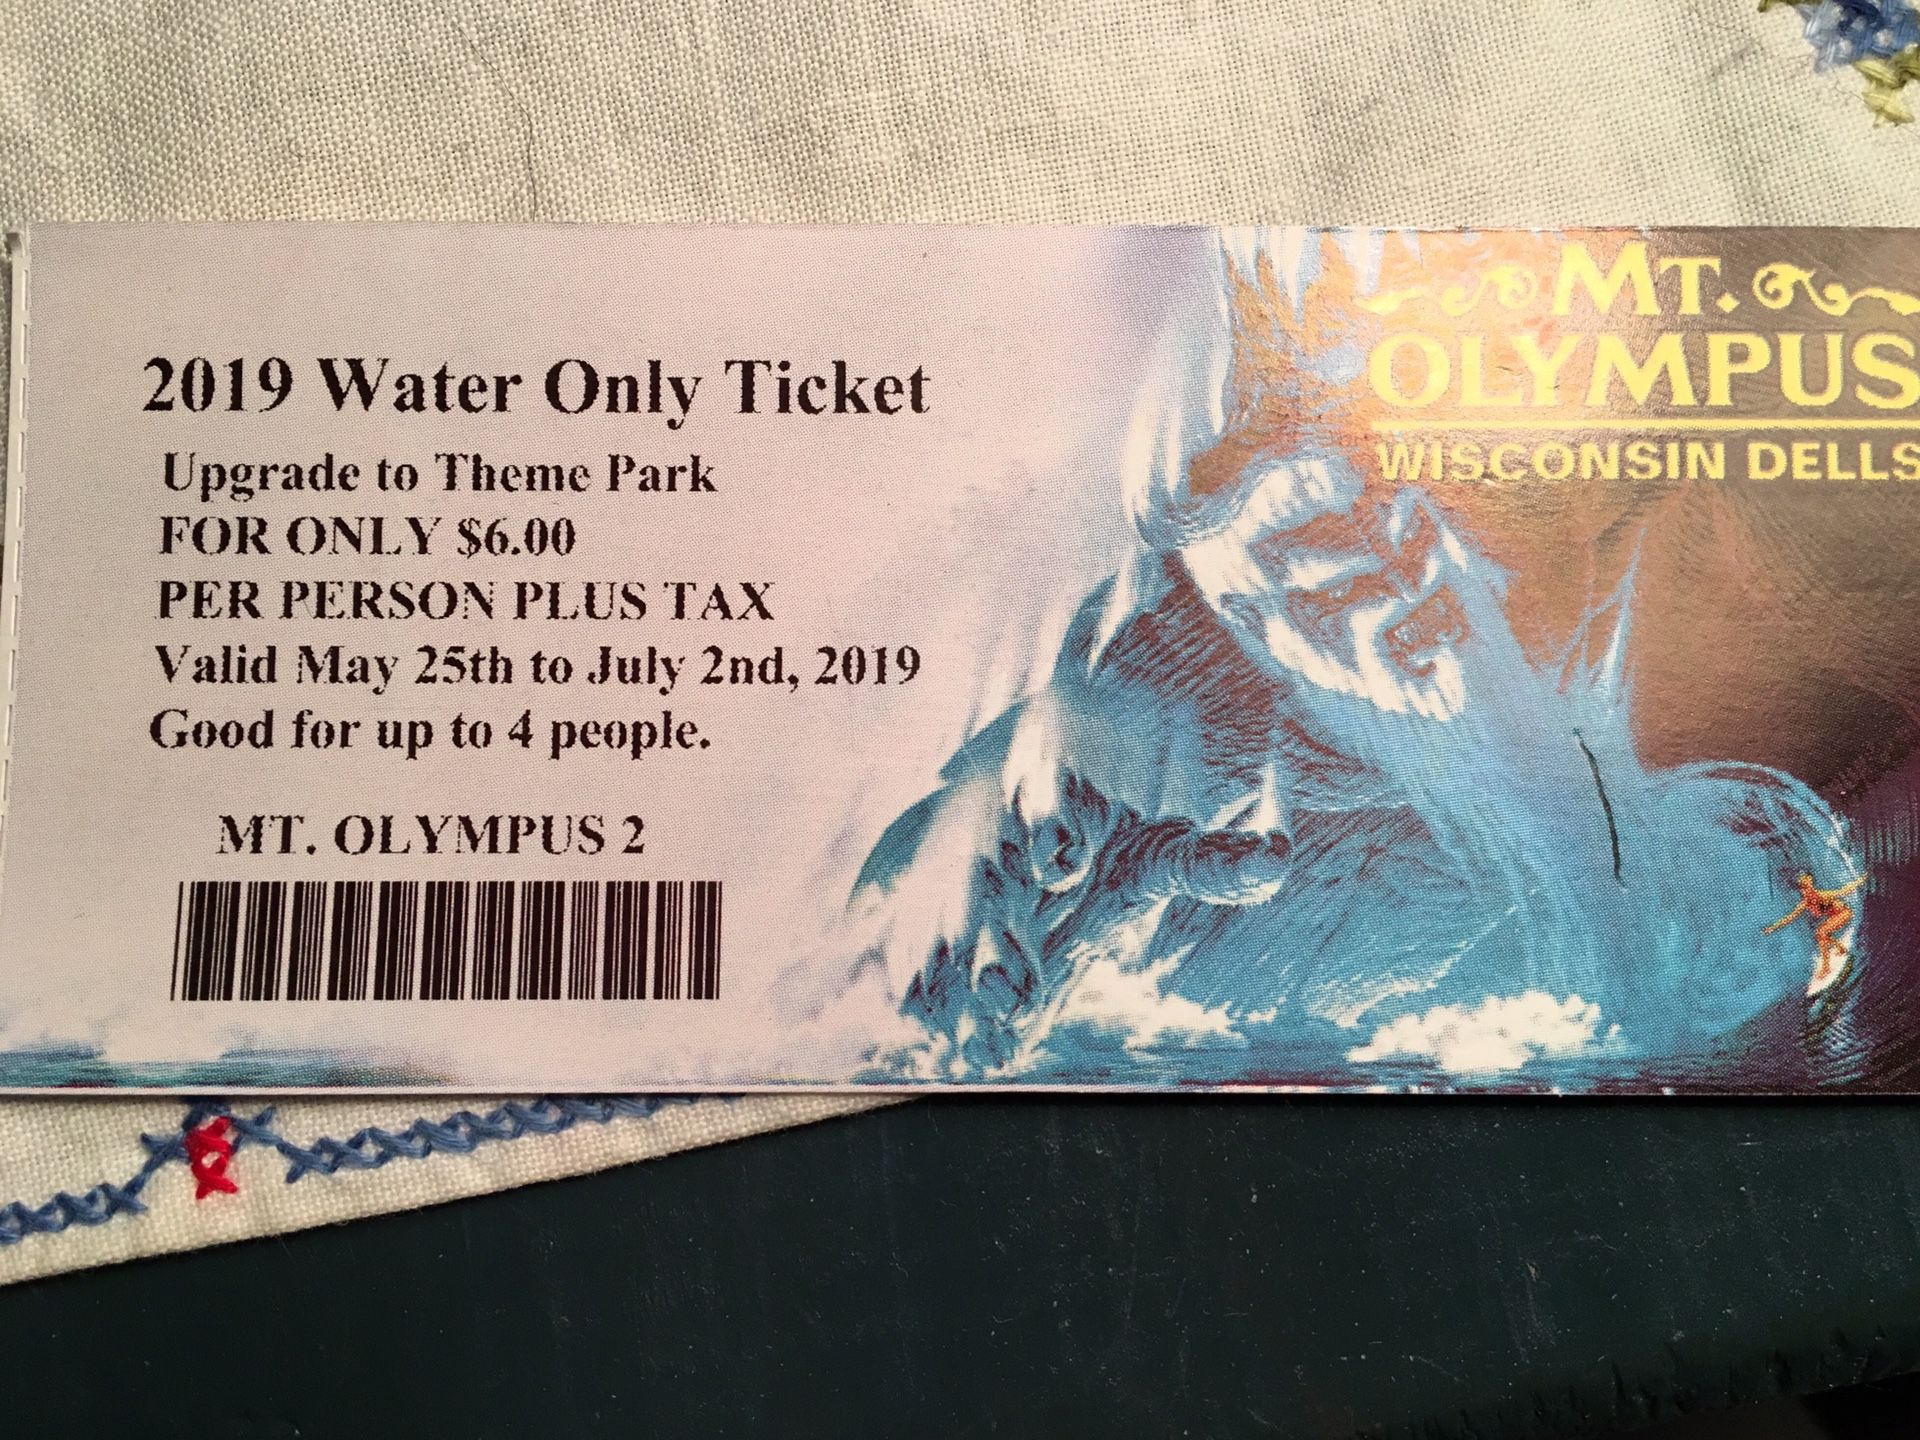 2019 Water Only Ticket
Upgrade to Theme Park
FOR ONLY $6.00
PER PERSON PLUS TAX
Valid May 25th to July 2nd, 2019
Good for up to 4 people.
MT. OLYMPUS 2
MT.
OLYMPUS
WISCONSIN DELLS